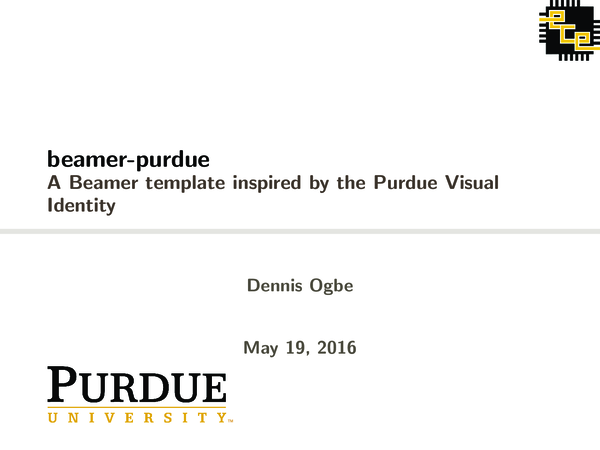 ece
beamer-purdue
A Beamer template inspired by the Purdue Visual
Identity
Dennis Ogbe
May 19, 2016
PURDUE
UNIVERSITY™